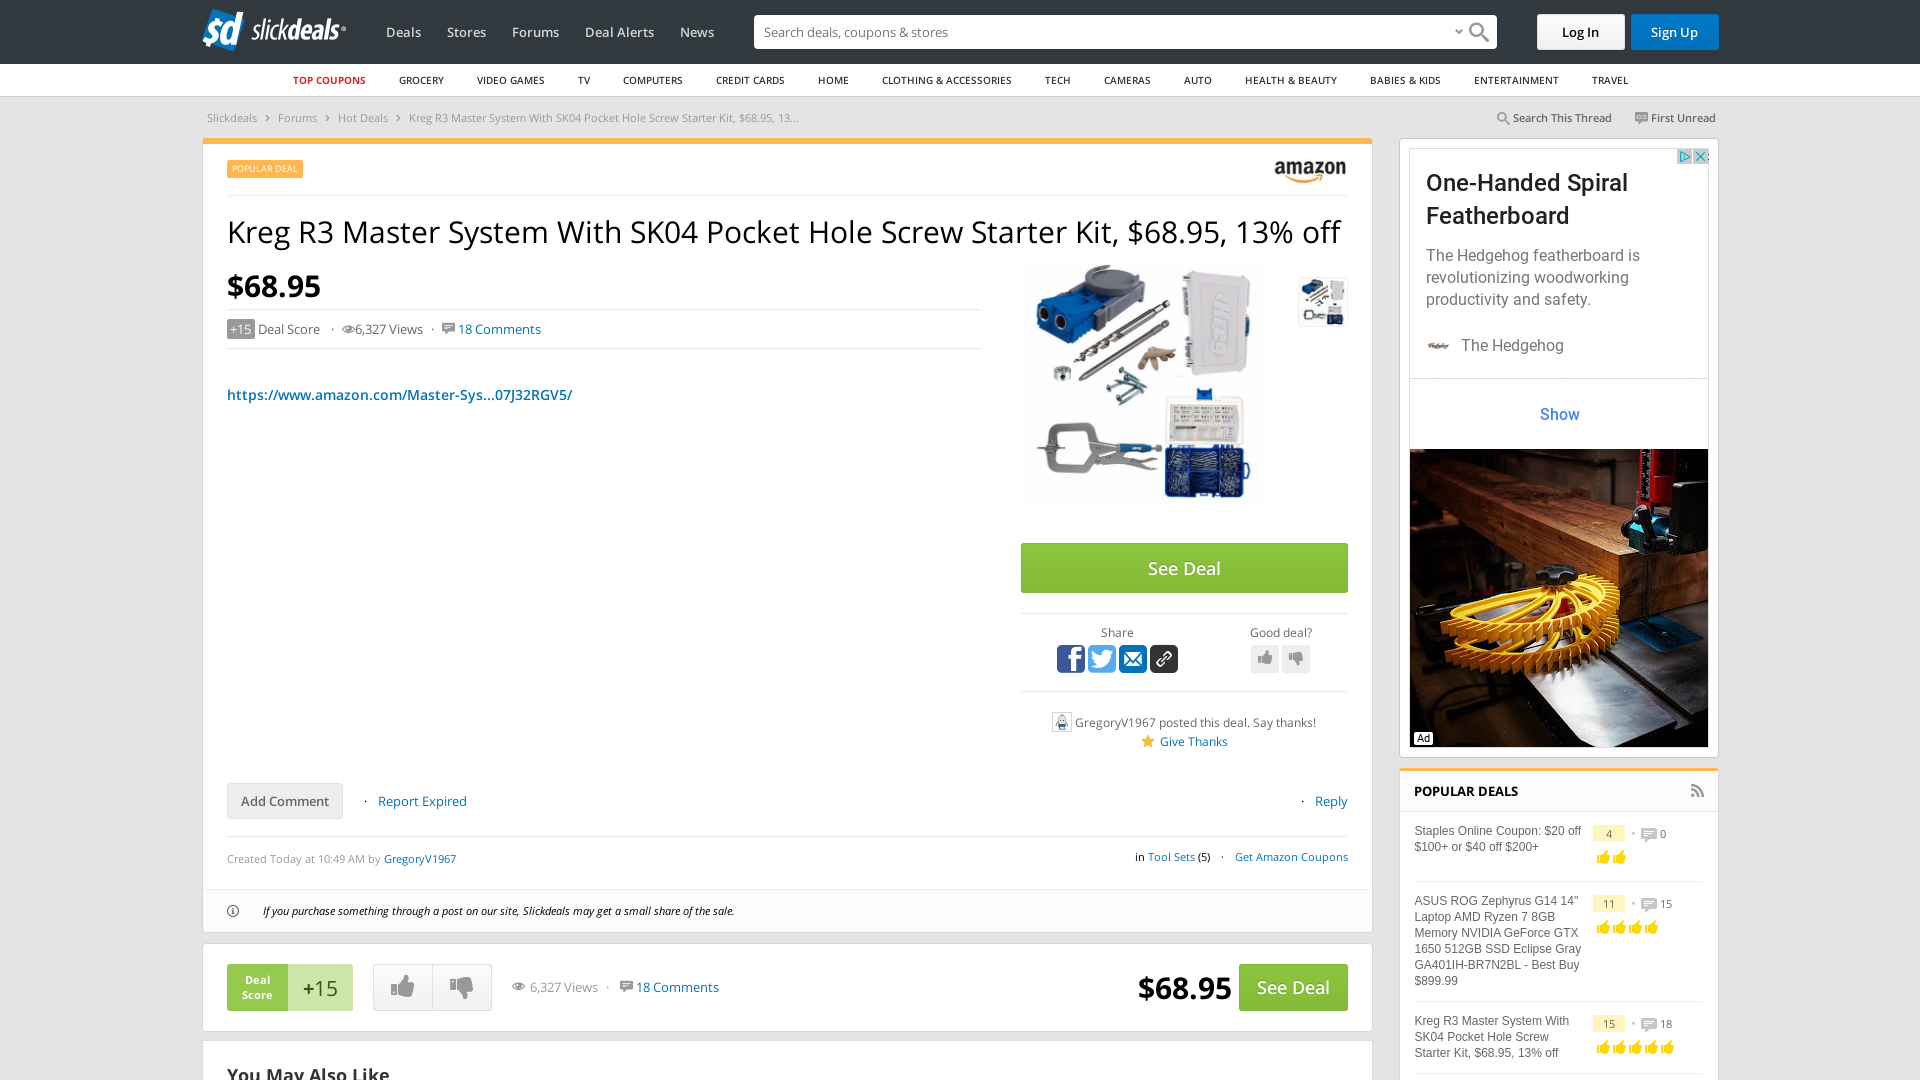 slickdeals
Deals
Stores
Forums
Deal Alerts
News
Search deals, coupons & stores
Log In
Sign Up
TOP COUPONS
GROCERY
VIDEO GAMES
TV
COMPUTERS
CREDIT CARDS
HOME
CLOTHING & ACCESSORIES
TECH
CAMERAS
AUTO
HEALTH & BEAUTY
BABIES & KIDS
ENTERTAINMENT
TRAVEL
Slickdeals > Forums > Hot Deals > Kreg R3 Master System With SK04 Pocket Hole Screw Starter Kit, $68.95, 13...
Search This Thread
First Unread
POPULAR DEAL
amazon
Kreg R3 Master System With SK04 Pocket Hole Screw Starter Kit, $68.95, 13% off
$68.95
+15 Deal Score · 6,327 Views · 18 Comments
https://www.amazon.com/Master-Sys...07J32RGV5/
See Deal
Share
Good deal?
GregoryV1967 posted this deal. Say thanks!
Give Thanks
Add Comment
· Report Expired
· Reply
Created Today at 10:49 AM by GregoryV1967
in Tool Sets (5) · Get Amazon Coupons
If you purchase something through a post on our site, Slickdeals may get a small share of the sale.
Deal
Score
+15
6,327 Views · 18 Comments
$68.95
See Deal
You May Also Like
One-Handed Spiral
Featherboard
The Hedgehog featherboard is
revolutionizing woodworking
productivity and safety.
The Hedgehog
Show
Ad
POPULAR DEALS
Staples Online Coupon: $20 off
$100+ or $40 off $200+
4 • 0
ASUS ROG Zephyrus G14 14"
Laptop AMD Ryzen 7 8GB
Memory NVIDIA GeForce GTX
1650 512GB SSD Eclipse Gray
GA401IH-BR7N2BL - Best Buy
$899.99
11 • 15
Kreg R3 Master System With
SK04 Pocket Hole Screw
Starter Kit, $68.95, 13% off
15 • 18